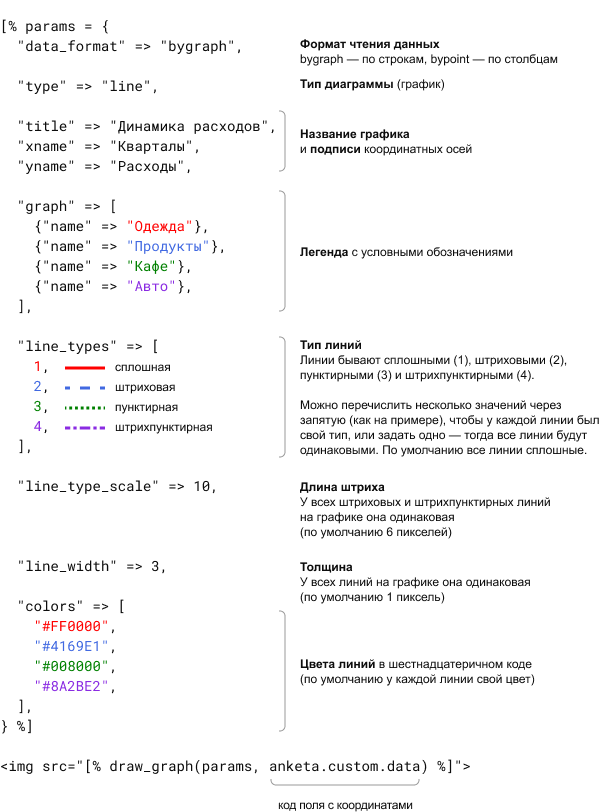 [% params = {
"data_format" => "bygraph",
Формат чтения данных
bygraph — по строкам, bypoint — по столбцам
"type" => "line",
Тип диаграммы (график)
"title" => "Динамика расходов",
"xname" => "Кварталы",
"yname" => "Расходы",
Название графика
и подписи координатных осей
"graph" => [
{"name" => "Одежда"},
{"name" => "Продукты"},
{"name" => "Кафе"},
{"name" => "Авто"},
],
Легенда с условными обозначениями
"line_types" => [
1, сплошная
2, штриховая
3, пунктирная
4, штрихпунктирная
],
Тип линий
Линии бывают сплошными (1), штриховыми (2),
пунктирными (3) и штрихпунктирными (4).
Можно перечислить несколько значений через
запятую (как на примере), чтобы у каждой линии был
свой тип, или задать одно — тогда все линии будут
одинаковыми. По умолчанию все линии сплошные.
"line_type_scale" => 10,
Длина штриха
У всех штриховых и штрихпунктирных линий
на графике она одинаковая
(по умолчанию 6 пикселей)
"line_width" => 3,
Толщина
У всех линий на графике она одинаковая
(по умолчанию 1 пиксель)
"colors" => [
"#FF0000",
"#4169E1",
"#008000",
"#8A2BE2",
],
} %]
Цвета линий в шестнадцатеричном коде
(по умолчанию у каждой линии свой цвет)
<img src="[% draw_graph(params, anketa.custom.data) %]">
код поля с координатами